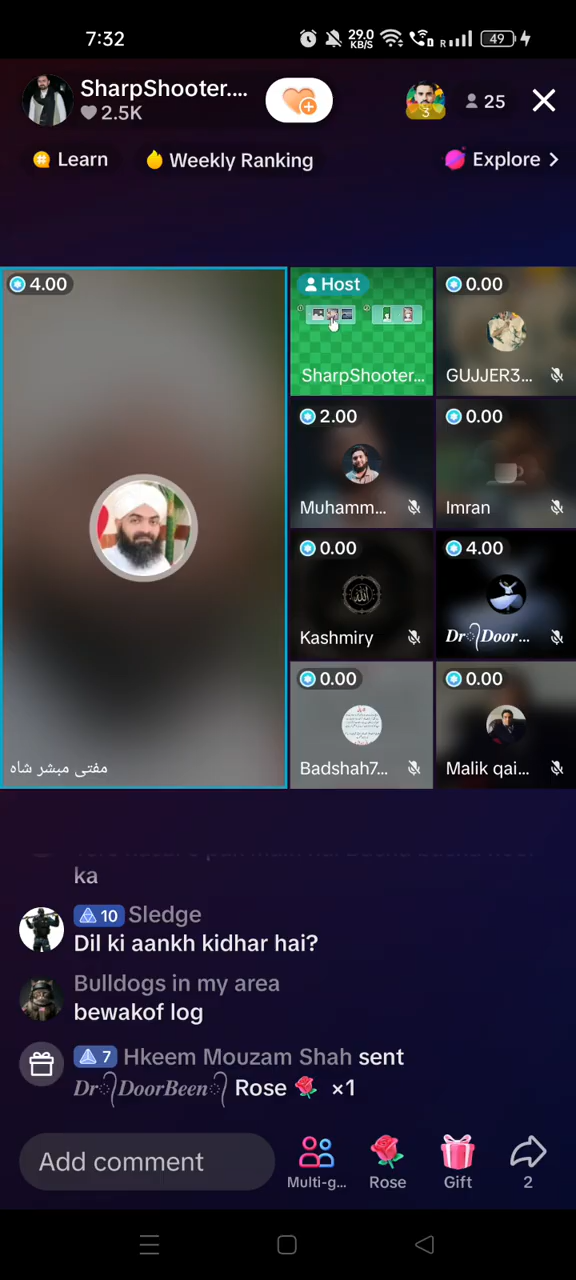 7:32
29.0
KB/S
R
49
SharpShooter....
2.5K
3
25
Learn
Weekly Ranking
Explore
4.00
Host
0.00
SharpShooter...
GUJJER3...
2.00
0.00
Muhamm...
Imran
0.00
4.00
الله
Kashmiry
Dr Door...
0.00
0.00
مفتی مبشر شاہ
Badshah7...
Malik qai...
ka
10 Sledge
Dil ki aankh kidhar hai?
Bulldogs in my area
bewakof log
7 Hkeem Mouzam Shah sent
Dr DoorBeen Rose 🌹 ×1
Add comment
Multi-g...
Rose
Gift
2